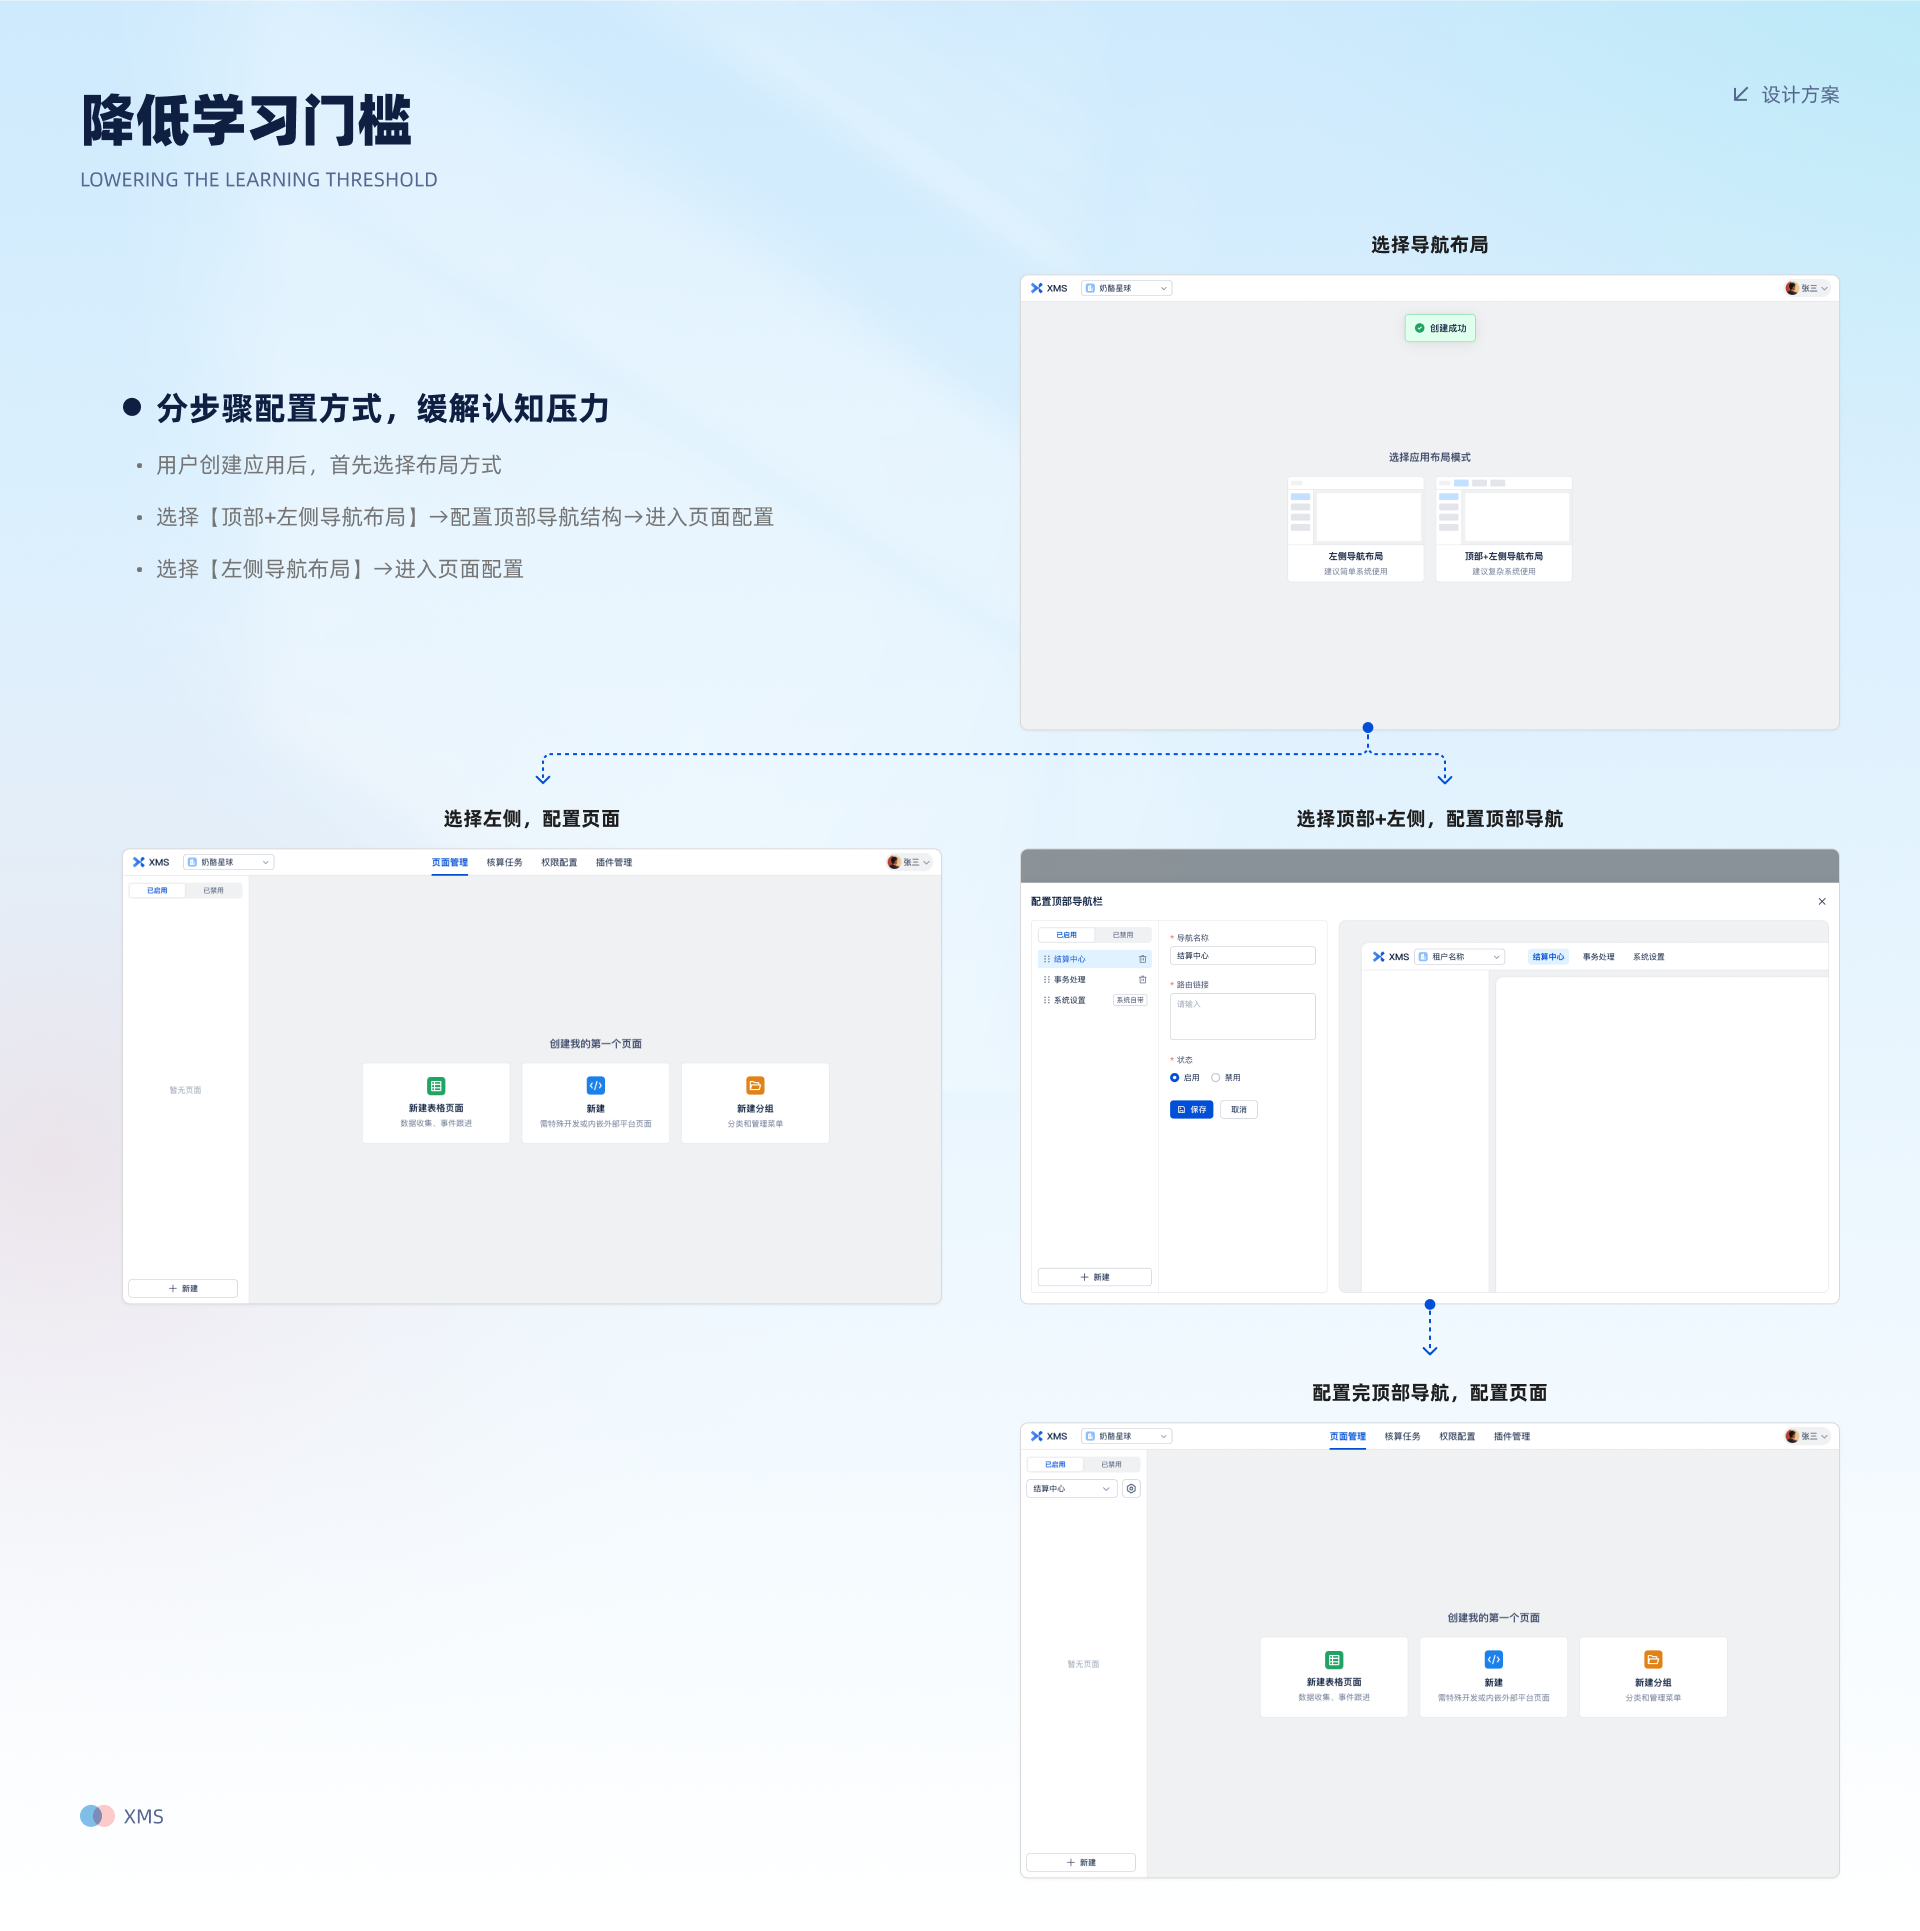 降低学习门槛
LOWERING THE LEARNING THRESHOLD
设计方案
分步骤配置方式，缓解认知压力
用户创建应用后，首先选择布局方式
选择【顶部+左侧导航布局】→配置顶部导航结构→进入页面配置
选择【左侧导航布局】→进入页面配置
选择导航布局
XMS 奶酪星球 张三
创建成功
选择应用布局模式
左侧导航布局
建议简单系统使用
顶部+左侧导航布局
建议复杂系统使用
选择左侧，配置页面
XMS 奶酪星球 页面管理 核算任务 权限配置 插件管理 张三
已启用 已禁用
暂无页面
创建我的第一个页面
新建表格页面
数据收集、事件跟进
新建
需特殊开发或内嵌外部平台页面
新建分组
分类和管理菜单
+ 新建
选择顶部+左侧，配置顶部导航
配置顶部导航栏
已启用 已禁用
结算中心
事务处理
系统设置 系统自带
+ 新建
* 导航名称
结算中心
* 路由链接
请输入
* 状态
启用 禁用
保存 取消
XMS 租户名称 结算中心 事务处理 系统设置
配置完顶部导航，配置页面
XMS 奶酪星球 页面管理 核算任务 权限配置 插件管理 张三
已启用 已禁用
结算中心
暂无页面
创建我的第一个页面
新建表格页面
数据收集、事件跟进
新建
需特殊开发或内嵌外部平台页面
新建分组
分类和管理菜单
+ 新建
XMS